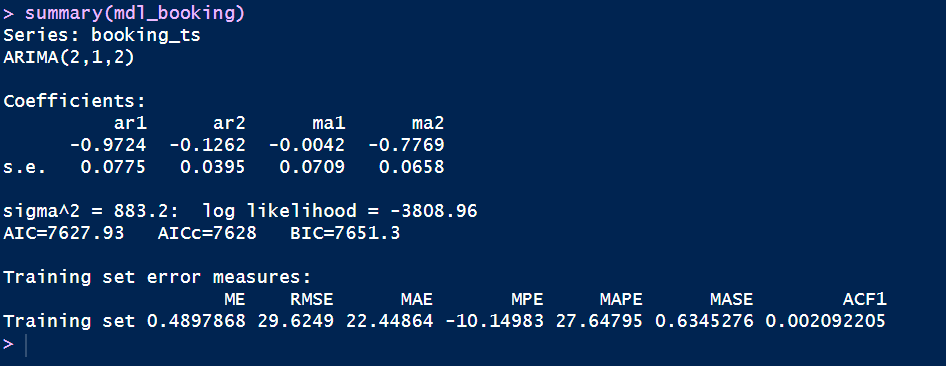 > summary(mdl_booking)
Series: booking_ts
ARIMA(2,1,2)
Coefficients:
ar1 ar2 ma1 ma2
-0.9724 -0.1262 -0.0042 -0.7769
s.e. 0.0775 0.0395 0.0709 0.0658
sigma^2 = 883.2: log likelihood = -3808.96
AIC=7627.93 AICc=7628 BIC=7651.3
Training set error measures:
ME RMSE MAE MPE MAPE MASE ACF1
Training set 0.4897868 29.6249 22.44864 -10.14983 27.64795 0.6345276 0.002092205
>